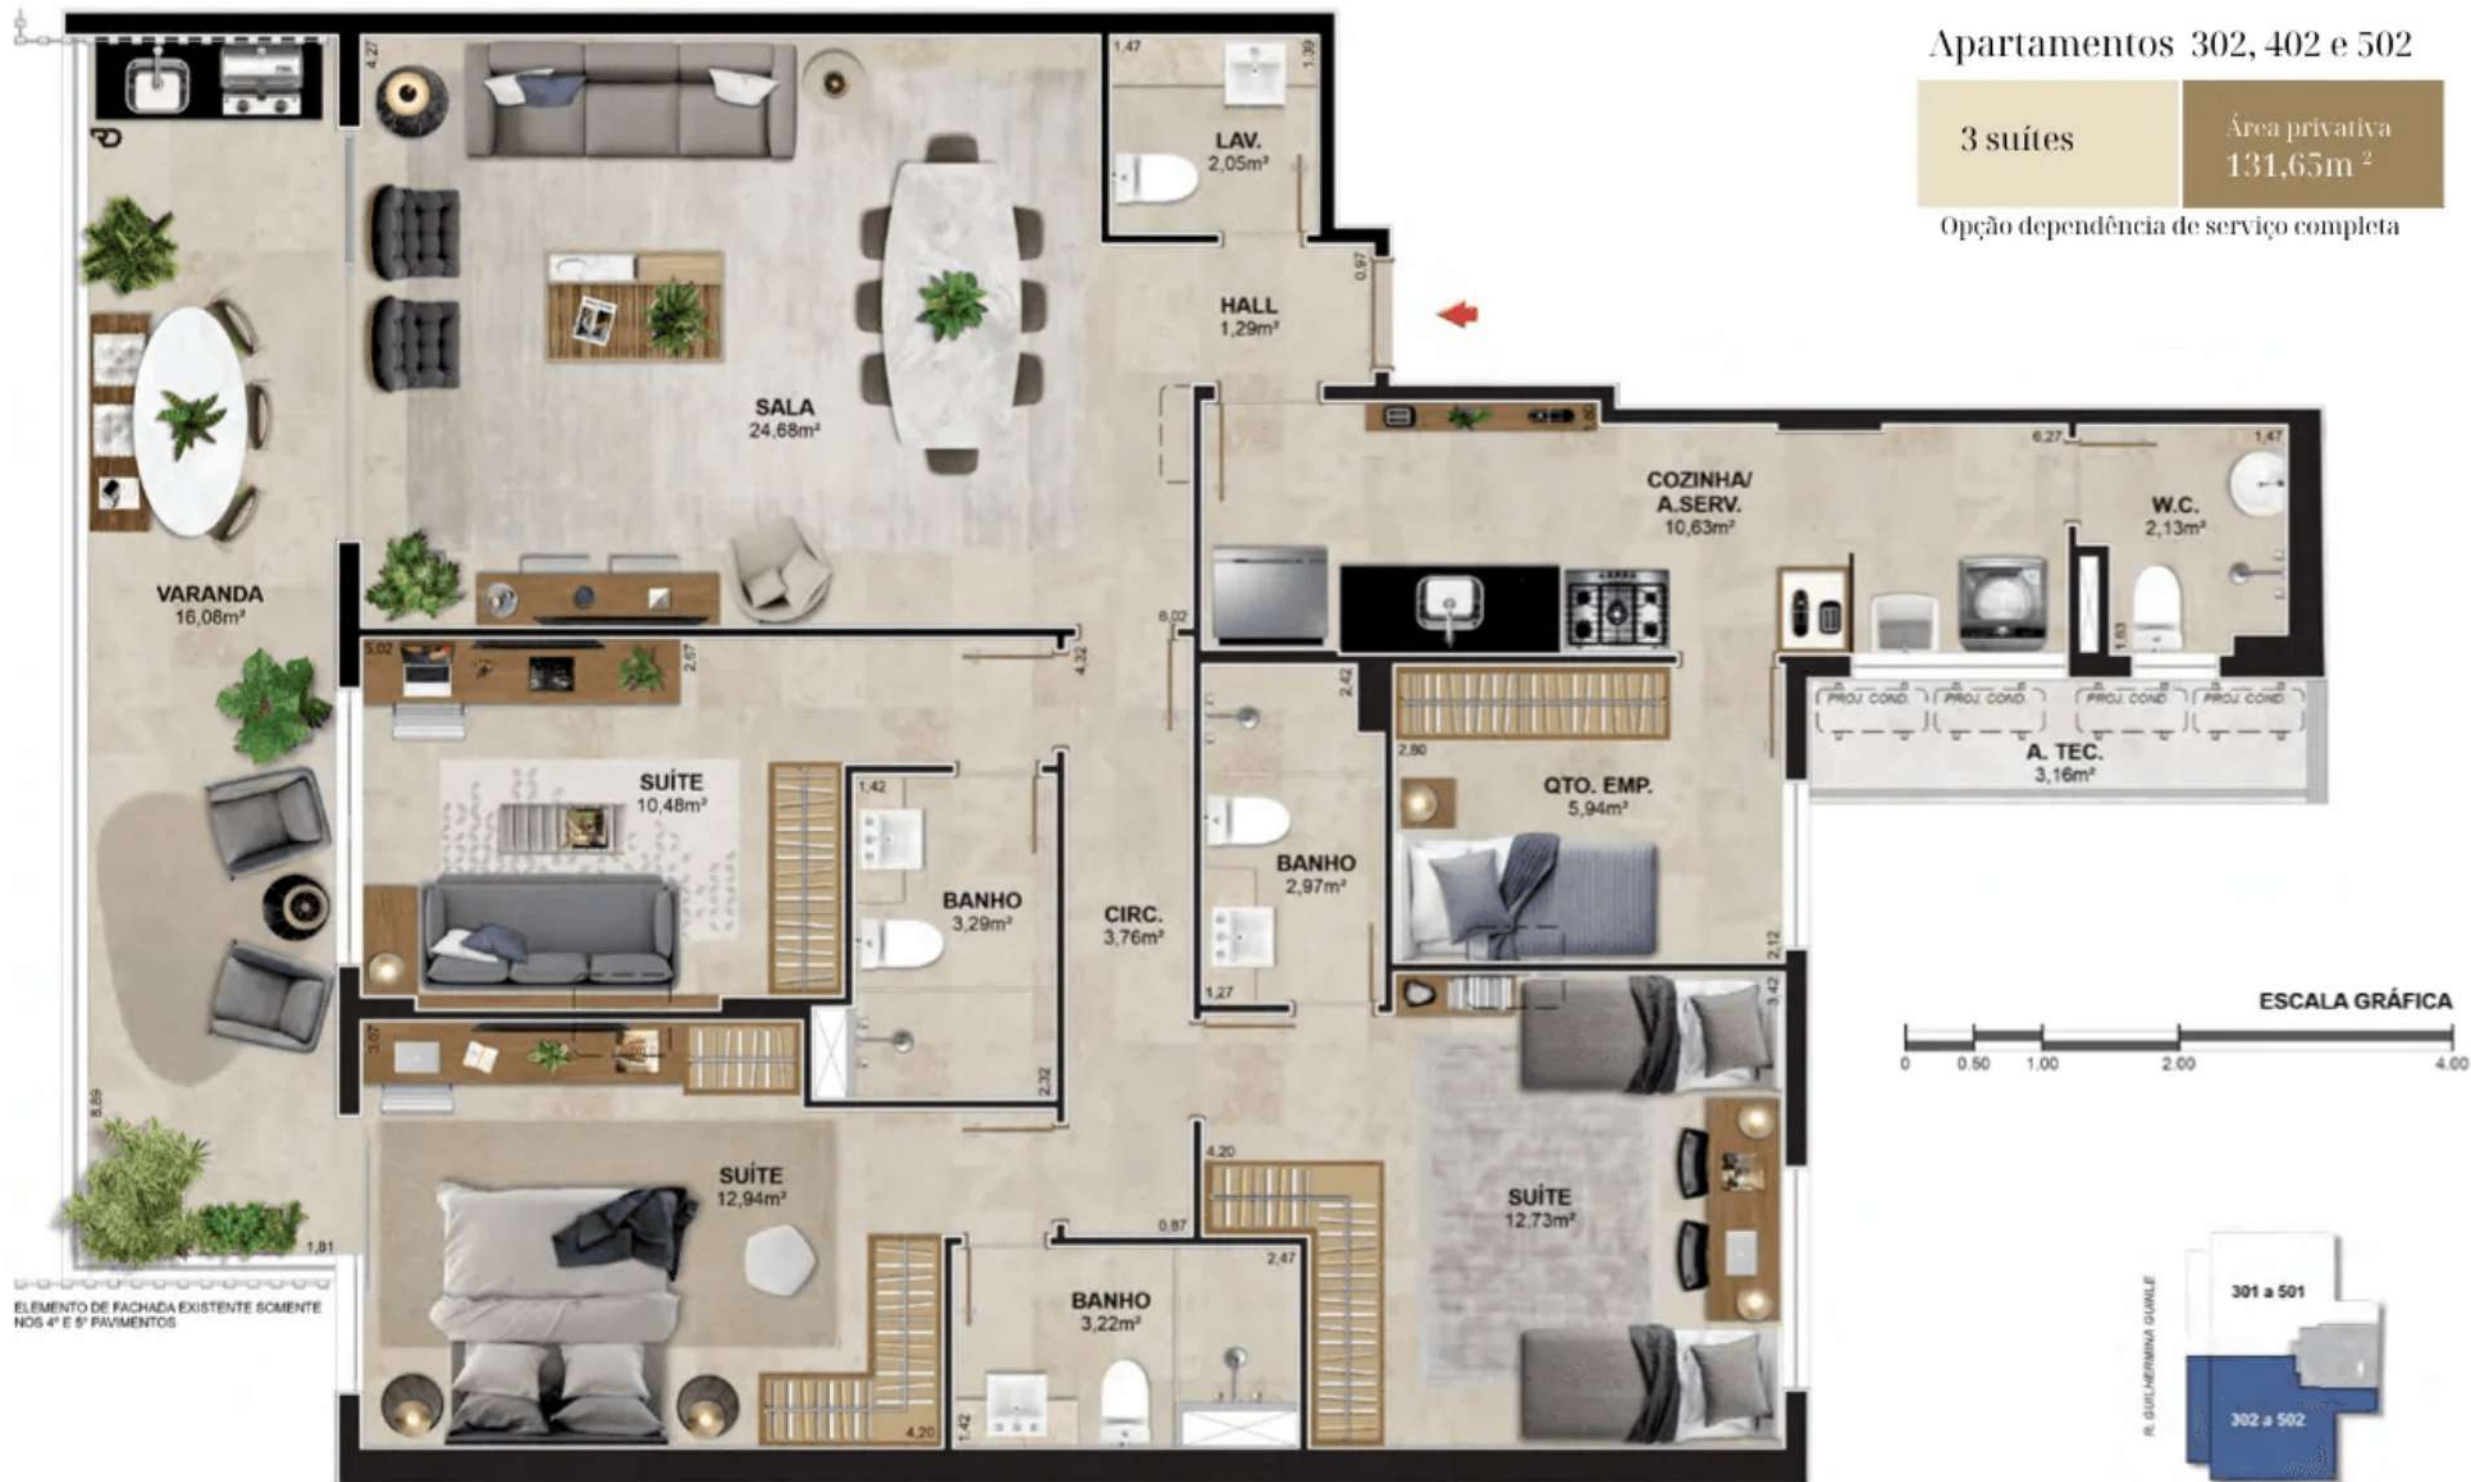 Apartamentos 302, 402 e 502
3 suítes
Área privativa
131,65m ²
Opção dependência de serviço completa
4,27
1,47
1,39
LAV.
2,05m²
0,97
HALL
1,29m²
SALA
24,68m²
1,80
6,27
1,47
COZINHA/
A.SERV.
10,63m²
W.C.
2,13m²
1,63
VARANDA
16,08m²
6,02
5,02
2,67
4,32
2,42
PROJ. COND.
PROJ. COND.
PROJ. COND.
PROJ. COND.
A. TEC.
3,16m²
2,80
QTO. EMP.
5,94m²
SUÍTE
10,48m²
1,42
BANHO
3,29m²
BANHO
2,97m²
CIRC.
3,76m²
2,12
1,27
3,42
ESCALA GRÁFICA
0
0.50
1.00
2.00
4.00
3,07
2,32
8,89
SUÍTE
12,94m²
4,20
SUÍTE
12,73m²
0,87
1,81
2,47
ELEMENTO DE FACHADA EXISTENTE SOMENTE
NOS 4º E 5º PAVIMENTOS
BANHO
3,22m²
1,42
4,20
R. GUILHERMINA GUINLE
301 a 501
302 a 502